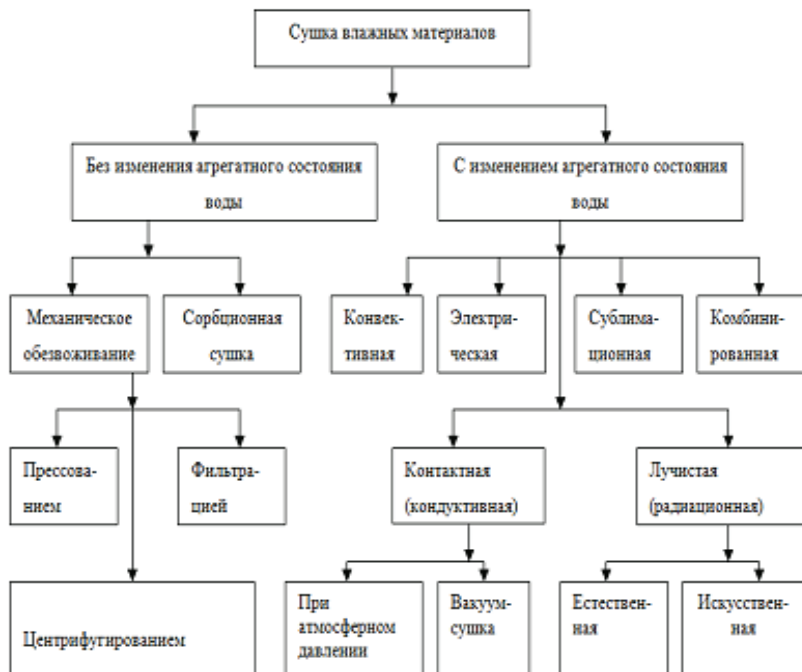 Сушка влажных материалов
Без изменения агрегатного состояния
воды
С изменением агрегатного состояния
воды
Механическое
обезвоживание
Сорбционная
сушка
Конвек-
тивная
Электри-
ческая
Сублима-
ционная
Комбини-
рованная
Прессова-
нием
Фильтра-
цией
Контактная
(кондуктивная)
Лучистая
(радиационная)
Центрифугированием
При
атмосферном
давлении
Вакуум-
сушка
Естествен-
ная
Искусствен-
ная